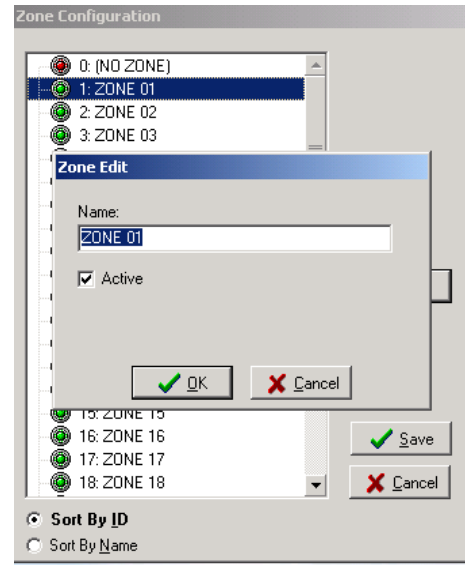 Zone Configuration
0: (NO ZONE)
1: ZONE 01
2: ZONE 02
3: ZONE 03
Zone Edit
Name:
ZONE 01
Active
OK
Cancel
15: ZONE 15
16: ZONE 16
17: ZONE 17
18: ZONE 18
Save
Cancel
Sort By ID
Sort By Name